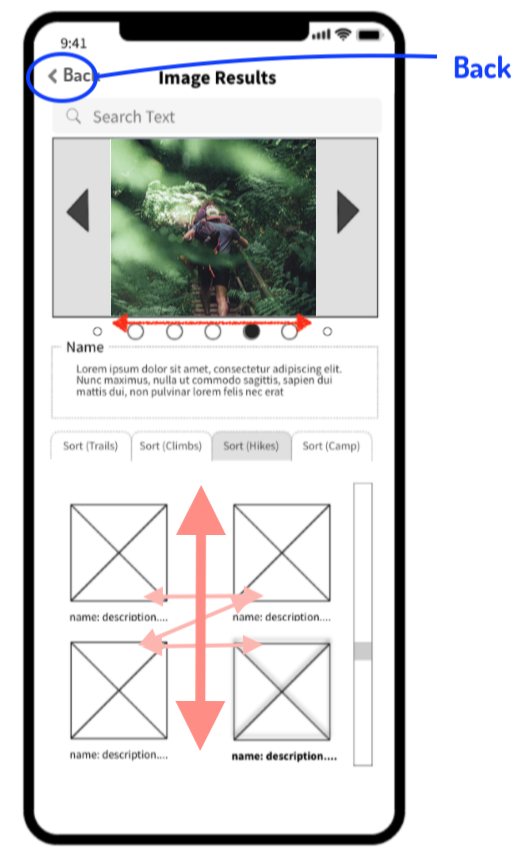 9:41
Back
Back
Image Results
Search Text
Name
Lorem ipsum dolor sit amet, consectetur adipiscing elit.
Nunc maximus, nulla ut commodo sagittis, sapien dui
mattis dui, non pulvinar lorem felis nec erat
Sort (Trails)
Sort (Climbs)
Sort (Hikes)
Sort (Camp)
name: description....
name: description....
name: description....
name: description....